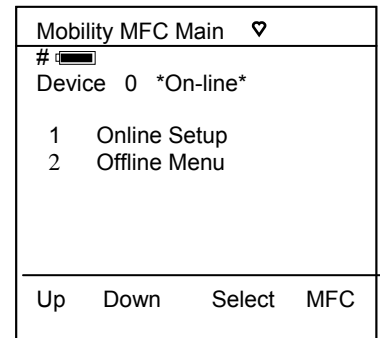 Mobility MFC Main ♡
#
Device 0 *On-line*
1 Online Setup
2 Offline Menu
Up Down Select MFC